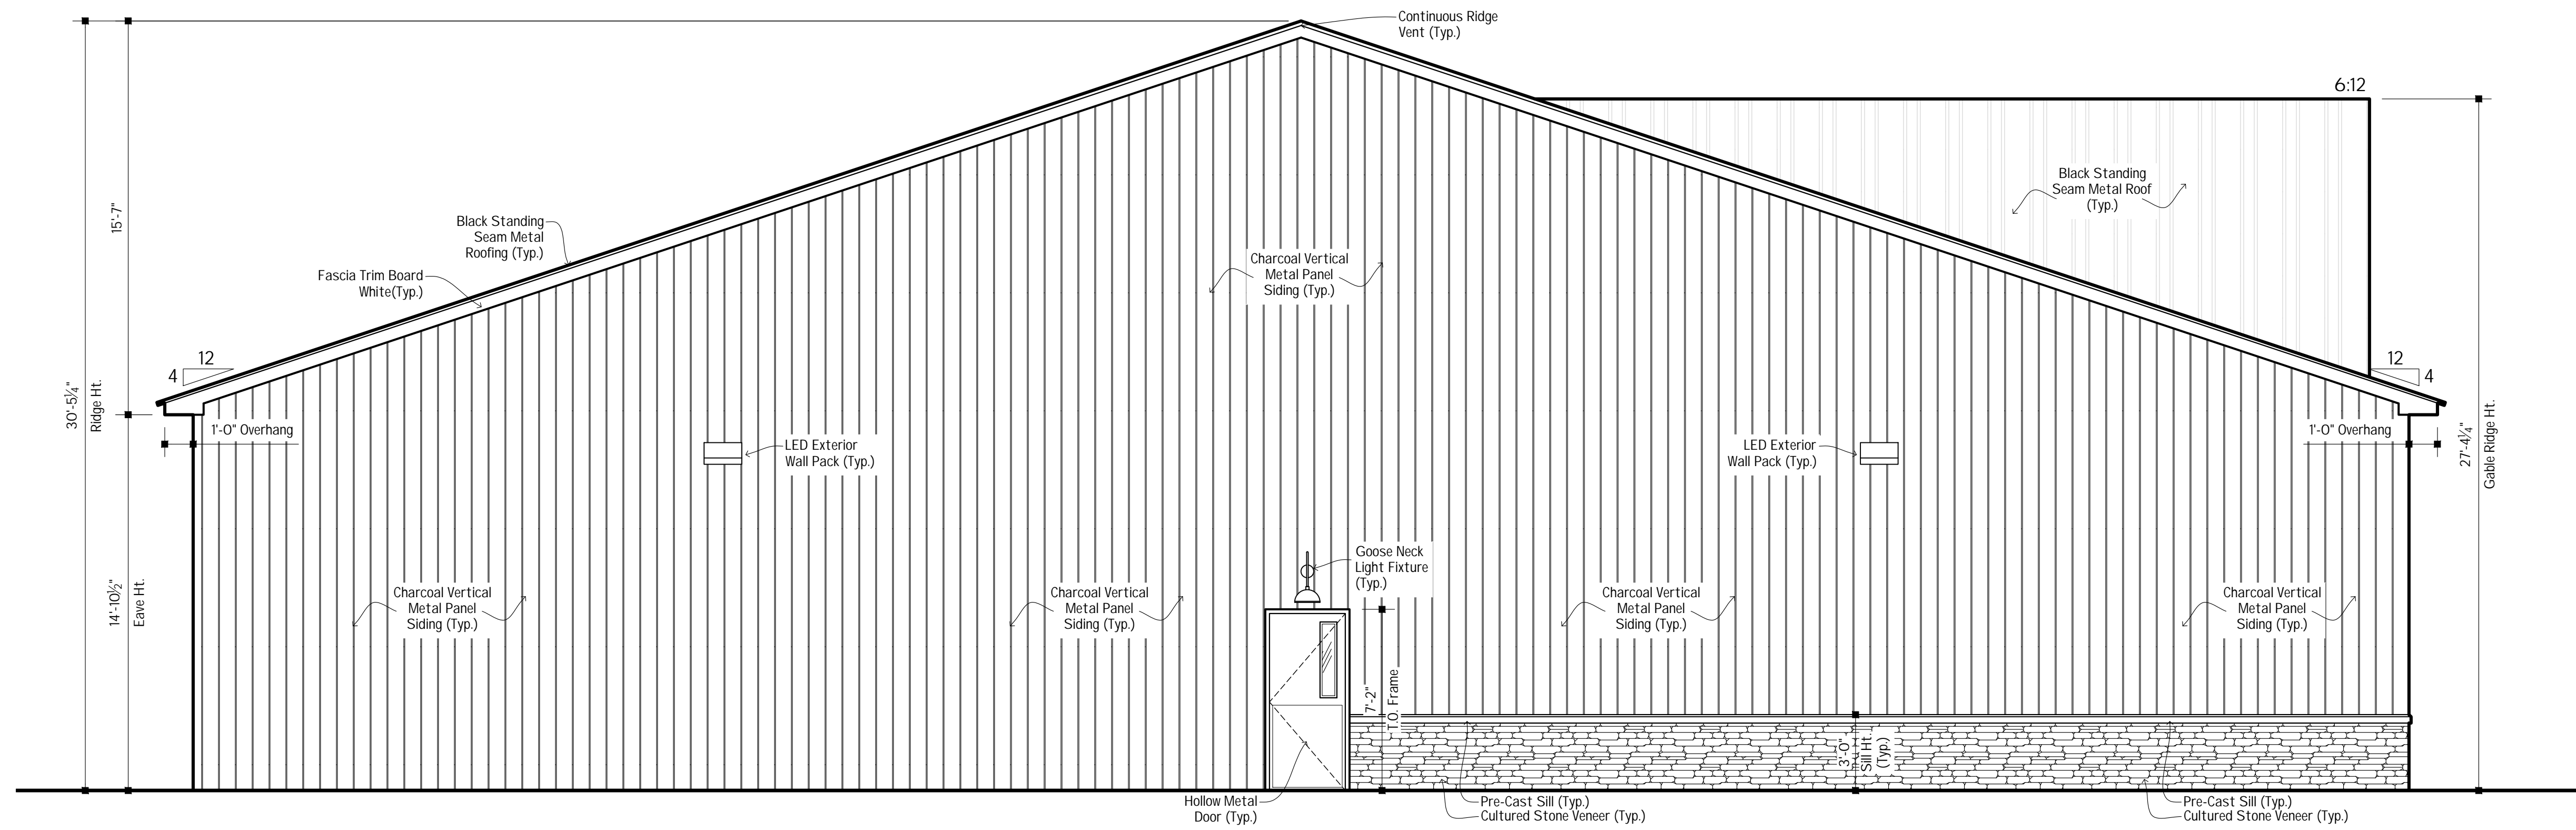 Continuous Ridge
Vent (Typ.)
6:12
Black Standing
Seam Metal Roof
(Typ.)
15'-7"
Black Standing
Seam Metal
Roofing (Typ.)
Fascia Trim Board
White(Typ.)
Charcoal Vertical
Metal Panel
Siding (Typ.)
12
4
12
4
30'-5¼"
Ridge Ht.
1'-0" Overhang
1'-0" Overhang
27'-4¼"
Gable Ridge Ht.
LED Exterior
Wall Pack (Typ.)
LED Exterior
Wall Pack (Typ.)
14'-10½"
Eave Ht.
Goose Neck
Light Fixture
(Typ.)
Charcoal Vertical
Metal Panel
Siding (Typ.)
Charcoal Vertical
Metal Panel
Siding (Typ.)
Charcoal Vertical
Metal Panel
Siding (Typ.)
Charcoal Vertical
Metal Panel
Siding (Typ.)
7'-2"
T.O. Frame
3'-0"
Sill Ht.
(Typ.)
Hollow Metal
Door (Typ.)
Pre-Cast Sill (Typ.)
Cultured Stone Veneer (Typ.)
Pre-Cast Sill (Typ.)
Cultured Stone Veneer (Typ.)